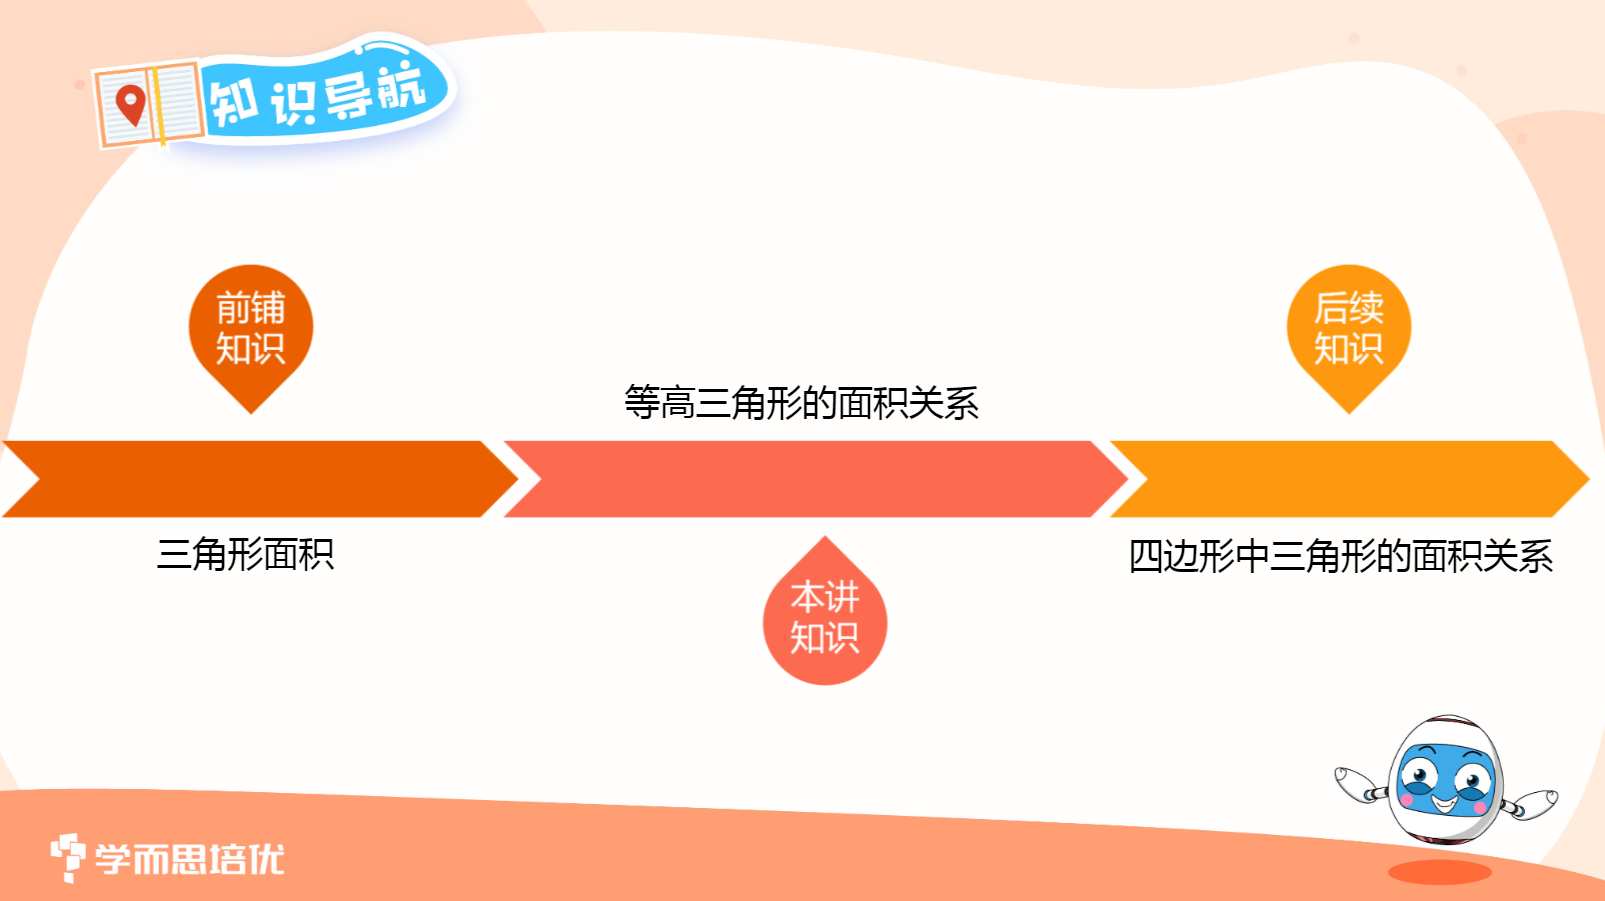 知识导航
前铺
知识
后续
知识
等高三角形的面积关系
三角形面积
四边形中三角形的面积关系
本讲
知识
学而思培优